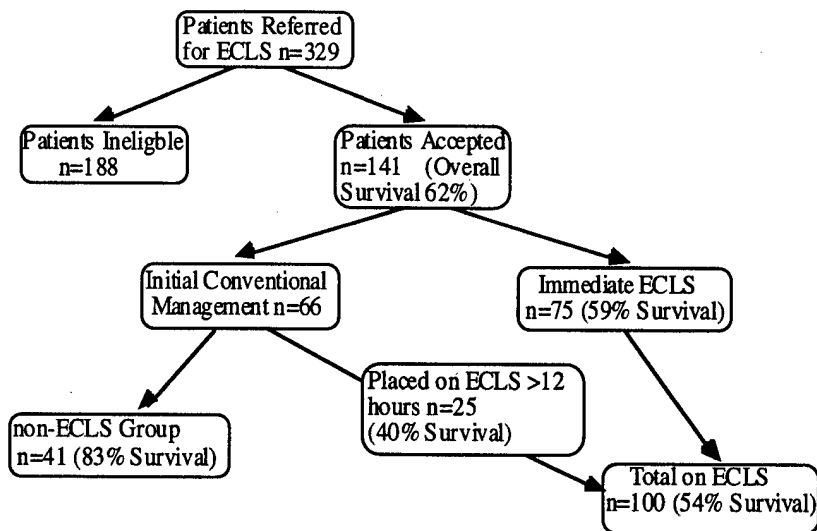 Patients Referred
for ECLS n=329
Patients Ineligble
n=188
Patients Accepted
n=141 (Overall
Survival 62%)
Initial Conventional
Management n=66
Immediate ECLS
n=75 (59% Survival)
Placed on ECLS >12
hours n=25
(40% Survival)
non-ECLS Group
n=41 (83% Survival)
Total on ECLS
n=100 (54% Survival)